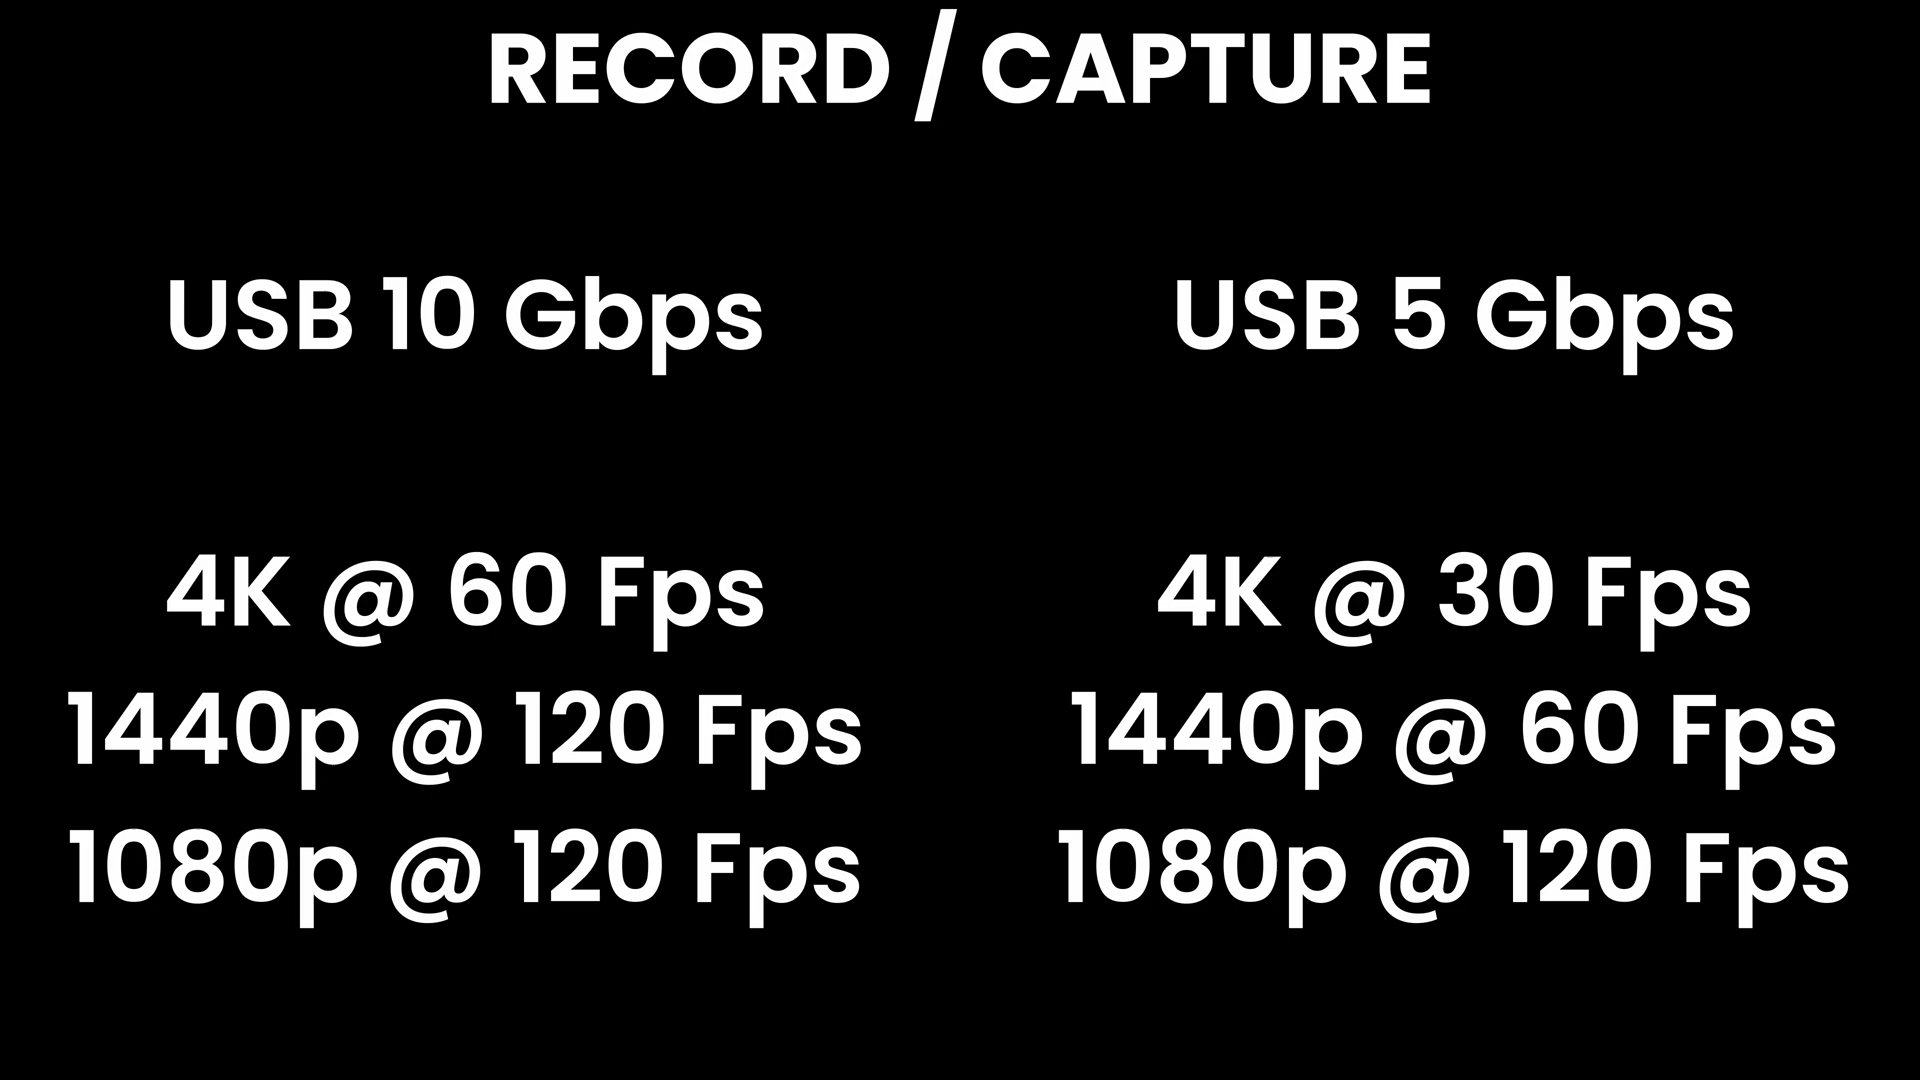 RECORD / CAPTURE
USB 10 Gbps
4K @ 60 Fps
1440p @ 120 Fps
1080p @ 120 Fps
USB 5 Gbps
4K @ 30 Fps
1440p @ 60 Fps
1080p @ 120 Fps